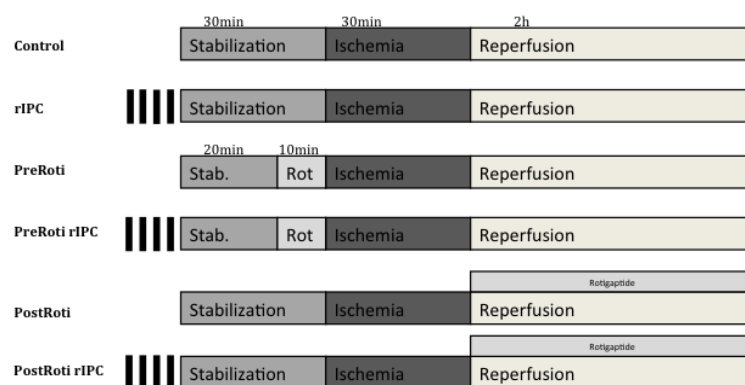 30min 30min 2h
Control Stabilization Ischemia Reperfusion
rIPC Stabilization Ischemia Reperfusion
20min 10min
PreRoti Stab. Rot Ischemia Reperfusion
PreRoti rIPC Stab. Rot Ischemia Reperfusion
Rotigaptide
PostRoti Stabilization Ischemia Reperfusion
Rotigaptide
PostRoti rIPC Stabilization Ischemia Reperfusion